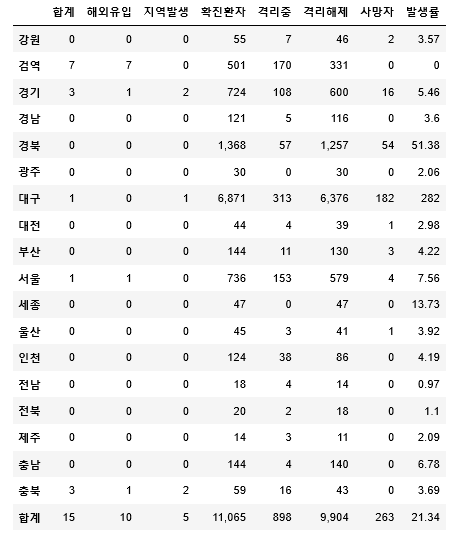 합계 해외유입 지역발생 확진환자 격리중 격리해제 사망자 발생률
강원 0 0 0 55 7 46 2 3.57
검역 7 7 0 501 170 331 0 0
경기 3 1 2 724 108 600 16 5.46
경남 0 0 0 121 5 116 0 3.6
경북 0 0 0 1,368 57 1,257 54 51.38
광주 0 0 0 30 0 30 0 2.06
대구 1 0 1 6,871 313 6,376 182 282
대전 0 0 0 44 4 39 1 2.98
부산 0 0 0 144 11 130 3 4.22
서울 1 1 0 736 153 579 4 7.56
세종 0 0 0 47 0 47 0 13.73
울산 0 0 0 45 3 41 1 3.92
인천 0 0 0 124 38 86 0 4.19
전남 0 0 0 18 4 14 0 0.97
전북 0 0 0 20 2 18 0 1.1
제주 0 0 0 14 3 11 0 2.09
충남 0 0 0 144 4 140 0 6.78
충북 3 1 2 59 16 43 0 3.69
합계 15 10 5 11,065 898 9,904 263 21.34